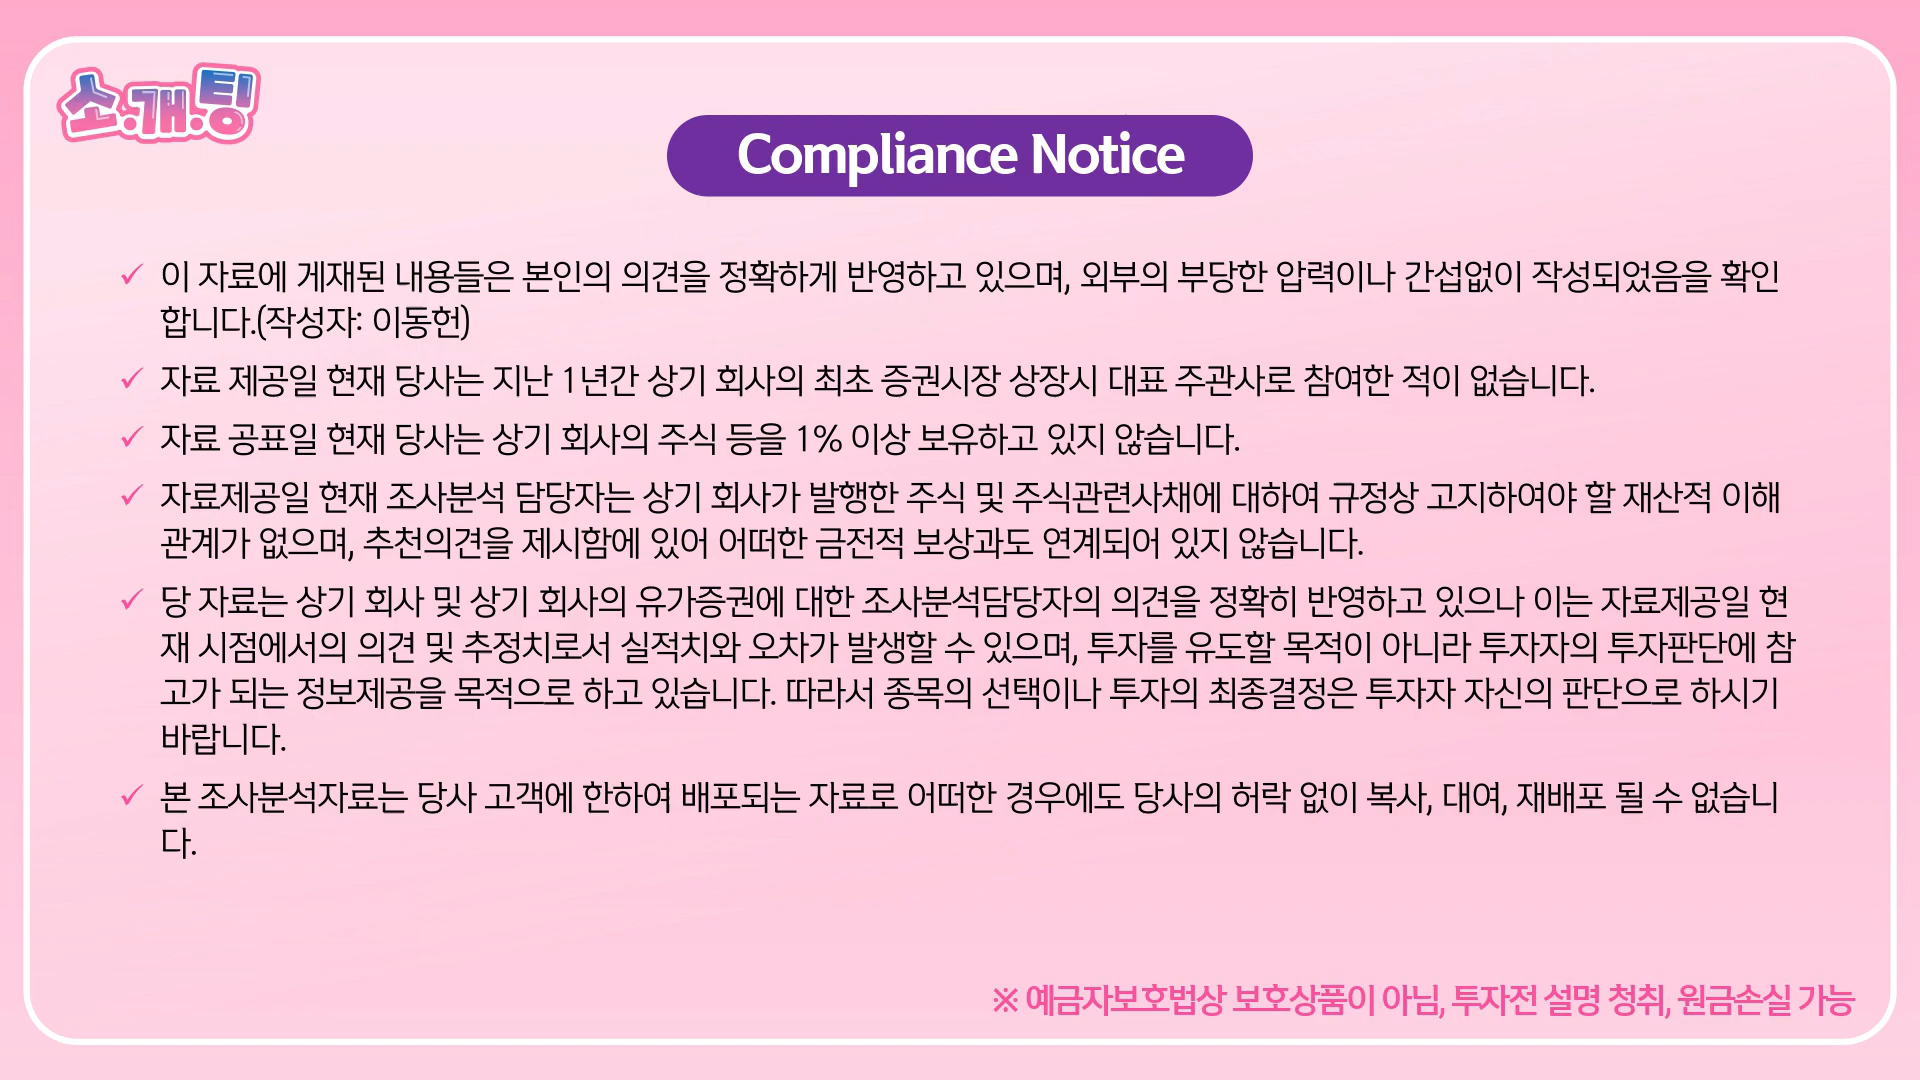 소.개.팅
Compliance Notice
✓ 이 자료에 게재된 내용들은 본인의 의견을 정확하게 반영하고 있으며, 외부의 부당한 압력이나 간섭없이 작성되었음을 확인
합니다.(작성자: 이동헌)
✓ 자료 제공일 현재 당사는 지난 1년간 상기 회사의 최초 증권시장 상장시 대표 주관사로 참여한 적이 없습니다.
✓ 자료 공표일 현재 당사는 상기 회사의 주식 등을 1% 이상 보유하고 있지 않습니다.
✓ 자료제공일 현재 조사분석 담당자는 상기 회사가 발행한 주식 및 주식관련사채에 대하여 규정상 고지하여야 할 재산적 이해
관계가 없으며, 추천의견을 제시함에 있어 어떠한 금전적 보상과도 연계되어 있지 않습니다.
✓ 당 자료는 상기 회사 및 상기 회사의 유가증권에 대한 조사분석담당자의 의견을 정확히 반영하고 있으나 이는 자료제공일 현
재 시점에서의 의견 및 추정치로서 실적치와 오차가 발생할 수 있으며, 투자를 유도할 목적이 아니라 투자자의 투자판단에 참
고가 되는 정보제공을 목적으로 하고 있습니다. 따라서 종목의 선택이나 투자의 최종결정은 투자자 자신의 판단으로 하시기
바랍니다.
✓ 본 조사분석자료는 당사 고객에 한하여 배포되는 자료로 어떠한 경우에도 당사의 허락 없이 복사, 대여, 재배포 될 수 없습니
다.
※ 예금자보호법상 보호상품이 아님, 투자전 설명 청취, 원금손실 가능